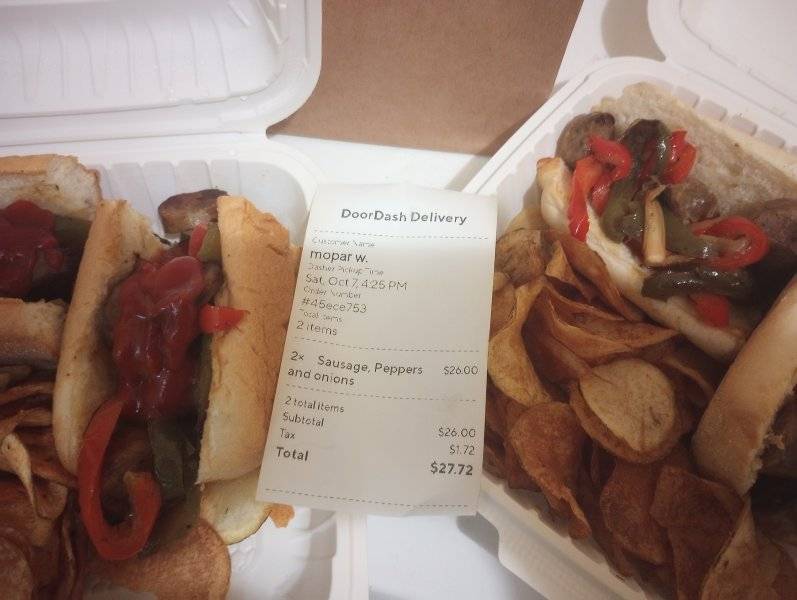 DoorDash Delivery
Customer Name
mopar w.
Dasher Pickup Time
Sat, Oct 7, 4:25 PM
Order Number
#45ece753
Total Items
2 items
2× Sausage, Peppers $26.00
and onions
2 total items
Subtotal $26.00
Tax $1.72
Total $27.72